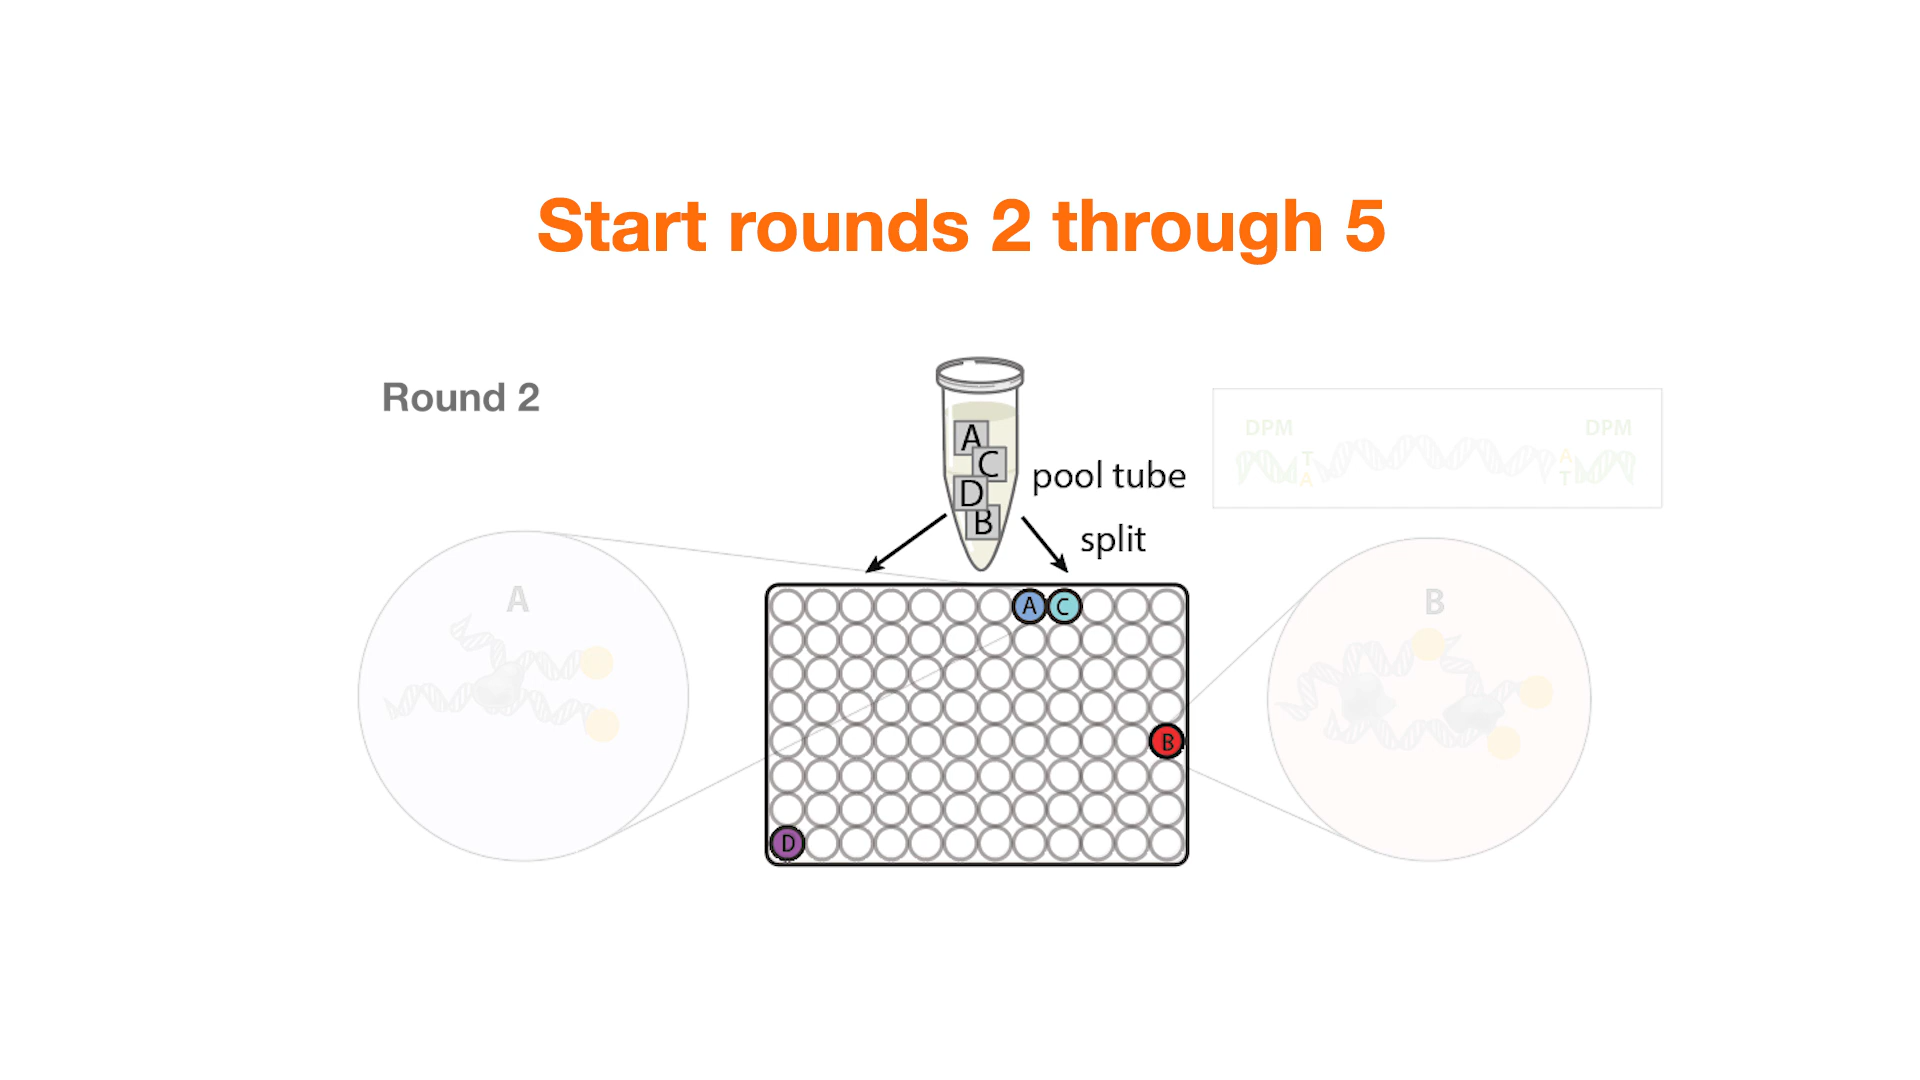 Start rounds 2 through 5
Round 2
A
C
D
B
pool tube
split
DPM DPM
T A
A T
A
B
A C
B
D